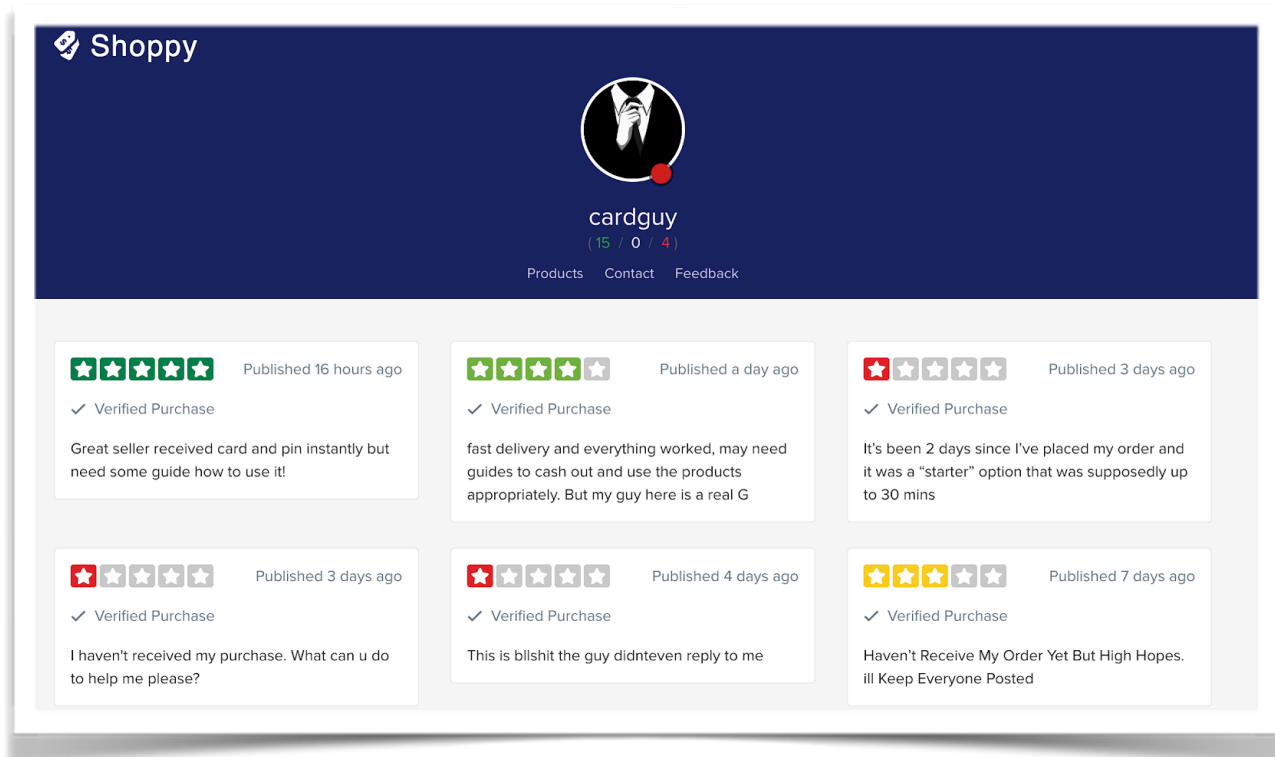 Shoppy
cardguy
( 15 / 0 / 4 )
Products Contact Feedback
Published 16 hours ago
Verified Purchase
Great seller received card and pin instantly but
need some guide how to use it!
Published a day ago
Verified Purchase
fast delivery and everything worked, may need
guides to cash out and use the products
appropriately. But my guy here is a real G
Published 3 days ago
Verified Purchase
It’s been 2 days since I’ve placed my order and
it was a “starter” option that was supposedly up
to 30 mins
Published 3 days ago
Verified Purchase
I haven't received my purchase. What can u do
to help me please?
Published 4 days ago
Verified Purchase
This is bllshit the guy didnteven reply to me
Published 7 days ago
Verified Purchase
Haven’t Receive My Order Yet But High Hopes.
ill Keep Everyone Posted